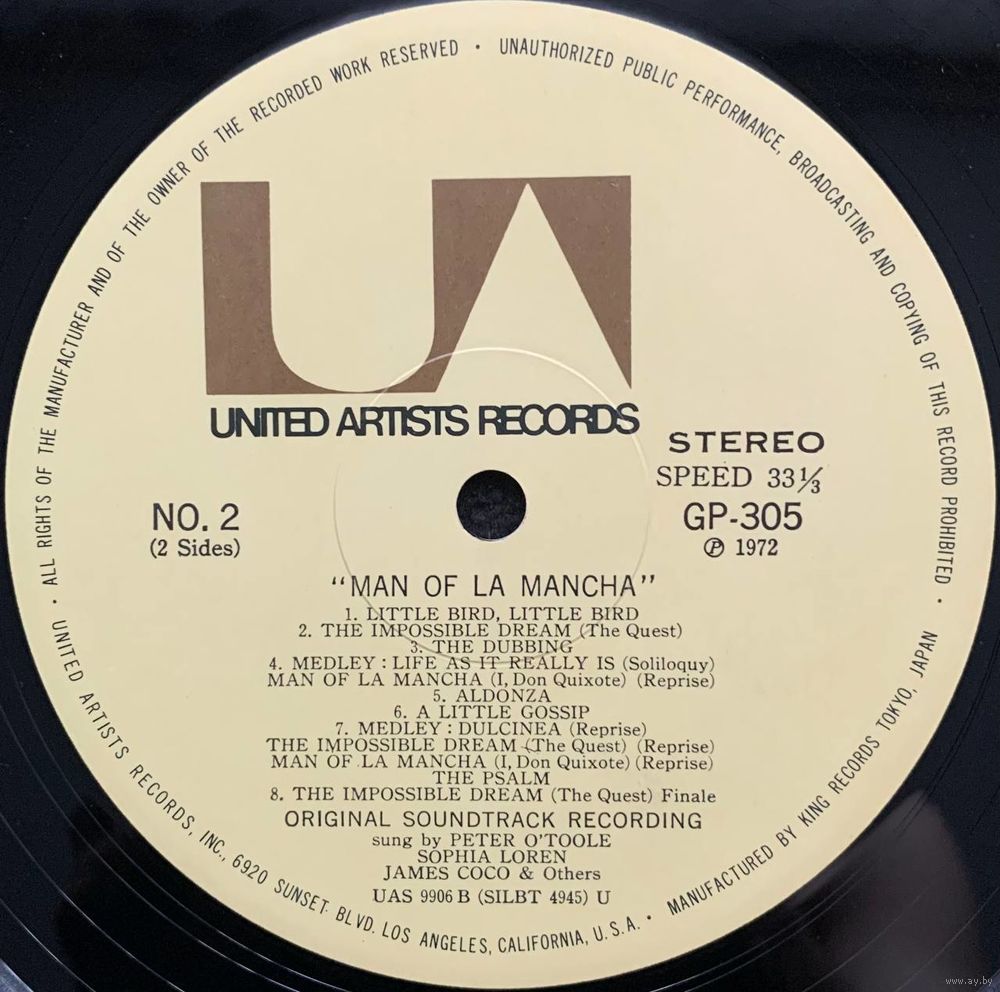 ALL RIGHTS OF THE MANUFACTURER AND OF THE OWNER OF THE RECORDED WORK RESERVED · UNAUTHORIZED PUBLIC PERFORMANCE, BROADCASTING AND COPYING OF THIS RECORD PROHIBITED ·
UA
UNITED ARTISTS RECORDS
STEREO
SPEED 33⅓
NO. 2
GP-305
(2 Sides)
Ⓟ 1972
"MAN OF LA MANCHA"
1. LITTLE BIRD, LITTLE BIRD
2. THE IMPOSSIBLE DREAM (The Quest)
3. THE DUBBING
4. MEDLEY : LIFE AS IT REALLY IS (Soliloquy)
MAN OF LA MANCHA (I, Don Quixote) (Reprise)
5. ALDONZA
6. A LITTLE GOSSIP
7. MEDLEY : DULCINEA (Reprise)
THE IMPOSSIBLE DREAM (The Quest) (Reprise)
MAN OF LA MANCHA (I, Don Quixote) (Reprise)
THE PSALM
8. THE IMPOSSIBLE DREAM (The Quest) Finale
ORIGINAL SOUNDTRACK RECORDING
sung by PETER O'TOOLE
SOPHIA LOREN
JAMES COCO & Others
UAS 9906 B (SILBT 4945) U
UNITED ARTISTS RECORDS, INC., 6920 SUNSET BLVD. LOS ANGELES, CALIFORNIA, U.S.A. · MANUFACTURED BY KING RECORDS TOKYO, JAPAN
www.ay.by